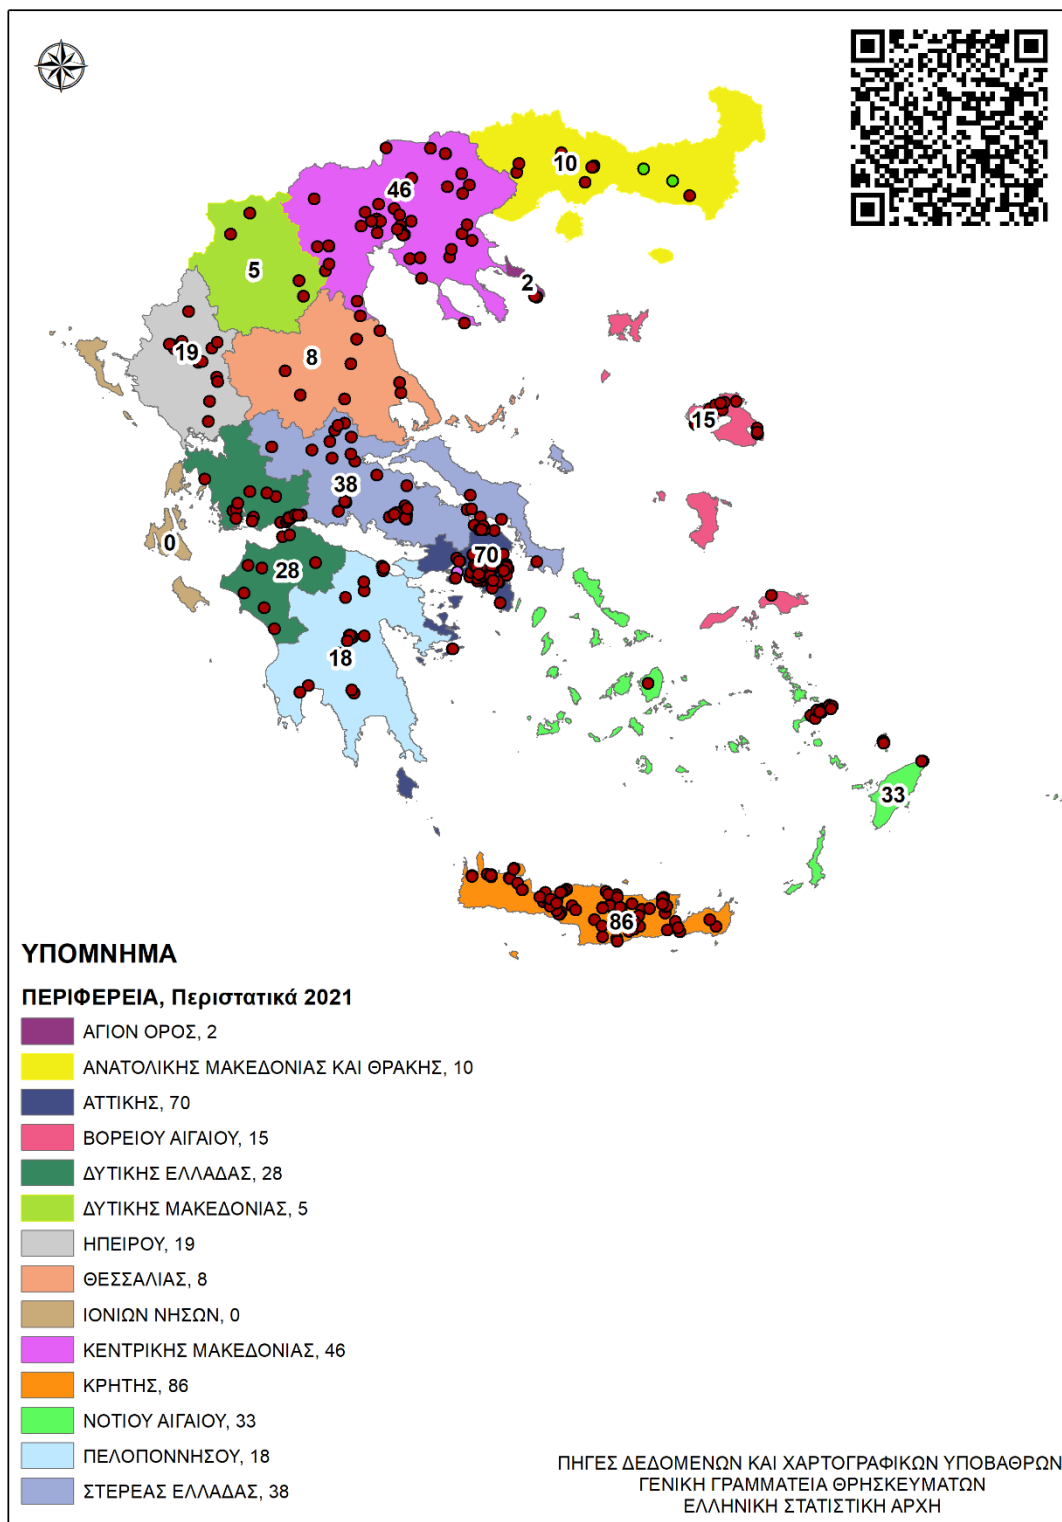 10
46
2
5
19
8
15
38
0
70
28
18
33
86
ΥΠΟΜΝΗΜΑ
ΠΕΡΙΦΕΡΕΙΑ, Περιστατικά 2021
ΑΓΙΟΝ ΟΡΟΣ, 2
ΑΝΑΤΟΛΙΚΗΣ ΜΑΚΕΔΟΝΙΑΣ ΚΑΙ ΘΡΑΚΗΣ, 10
ΑΤΤΙΚΗΣ, 70
ΒΟΡΕΙΟΥ ΑΙΓΑΙΟΥ, 15
ΔΥΤΙΚΗΣ ΕΛΛΑΔΑΣ, 28
ΔΥΤΙΚΗΣ ΜΑΚΕΔΟΝΙΑΣ, 5
ΗΠΕΙΡΟΥ, 19
ΘΕΣΣΑΛΙΑΣ, 8
ΙΟΝΙΩΝ ΝΗΣΩΝ, 0
ΚΕΝΤΡΙΚΗΣ ΜΑΚΕΔΟΝΙΑΣ, 46
ΚΡΗΤΗΣ, 86
ΝΟΤΙΟΥ ΑΙΓΑΙΟΥ, 33
ΠΕΛΟΠΟΝΝΗΣΟΥ, 18
ΣΤΕΡΕΑΣ ΕΛΛΑΔΑΣ, 38
ΠΗΓΕΣ ΔΕΔΟΜΕΝΩΝ ΚΑΙ ΧΑΡΤΟΓΡΑΦΙΚΩΝ ΥΠΟΒΑΘΡΩΝ
ΓΕΝΙΚΗ ΓΡΑΜΜΑΤΕΙΑ ΘΡΗΣΚΕΥΜΑΤΩΝ
ΕΛΛΗΝΙΚΗ ΣΤΑΤΙΣΤΙΚΗ ΑΡΧΗ